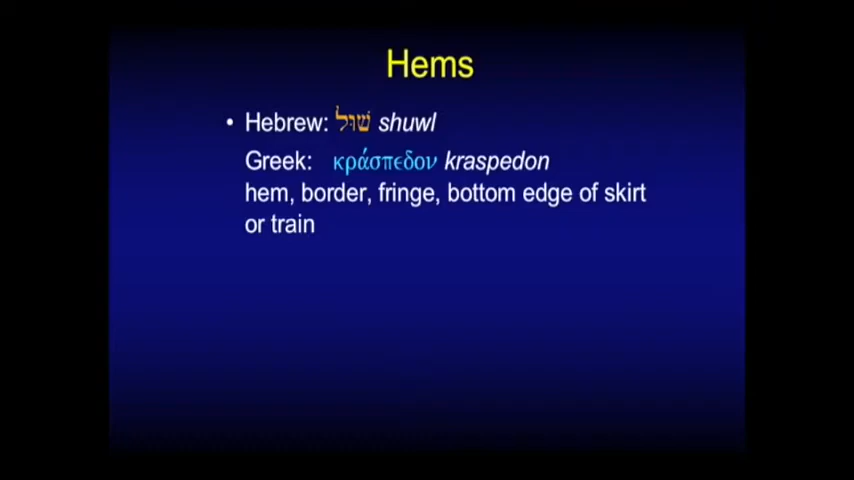 Hems
• Hebrew: שׁוּל shuwl
Greek: κράσπεδον kraspedon
hem, border, fringe, bottom edge of skirt
or train